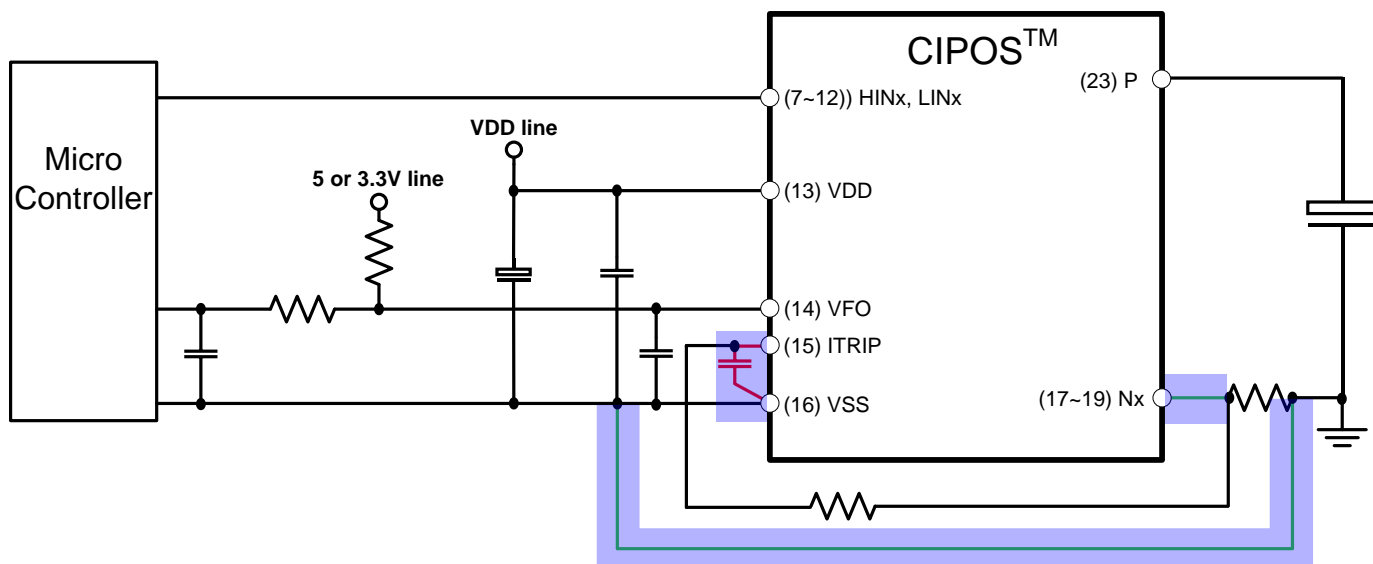 CIPOS™
Micro
Controller
(7~12)) HINx, LINx
(23) P
VDD line
5 or 3.3V line
(13) VDD
(14) VFO
(15) ITRIP
(16) VSS
(17~19) Nx